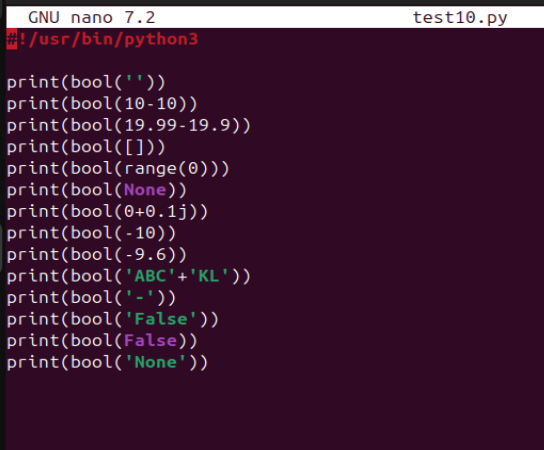 GNU nano 7.2 test10.py
#!/usr/bin/python3
print(bool(''))
print(bool(10-10))
print(bool(19.99-19.9))
print(bool([]))
print(bool(range(0)))
print(bool(None))
print(bool(0+0.1j))
print(bool(-10))
print(bool(-9.6))
print(bool('ABC'+'KL'))
print(bool('-'))
print(bool('False'))
print(bool(False))
print(bool('None'))